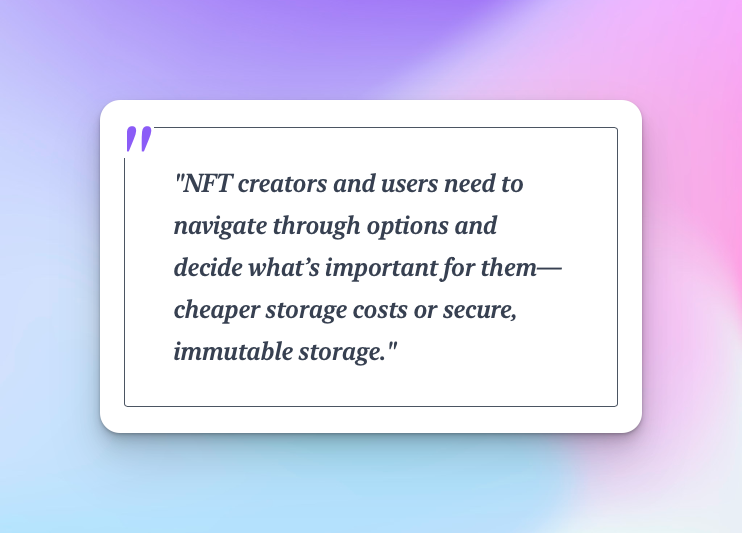 "
"NFT creators and users need to
navigate through options and
decide what’s important for them—
cheaper storage costs or secure,
immutable storage."